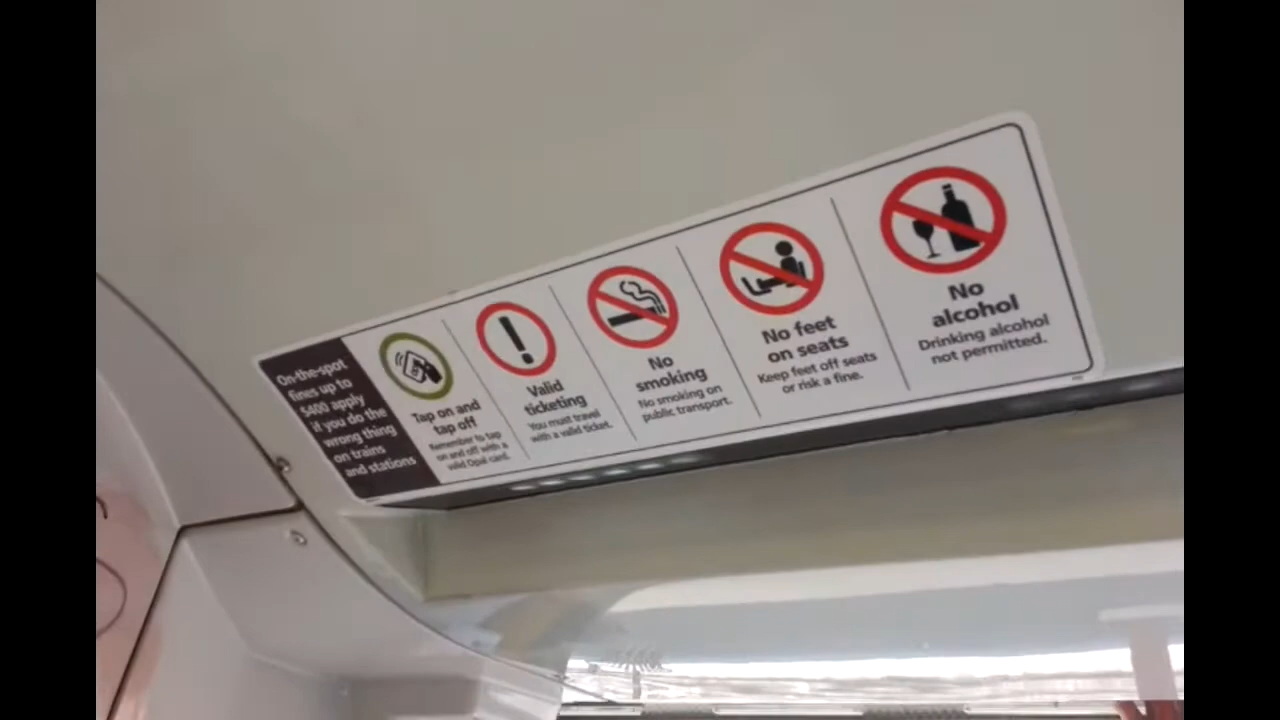 On-the-spot
fines up to
$400 apply
if you do the
wrong thing
on trains
and stations
Tap on and
tap off
Remember to tap
on and off with a
valid Opal card.
Valid
ticketing
You must travel
with a valid ticket.
No
smoking
No smoking on
public transport.
No feet
on seats
Keep feet off seats
or risk a fine.
No
alcohol
Drinking alcohol
not permitted.